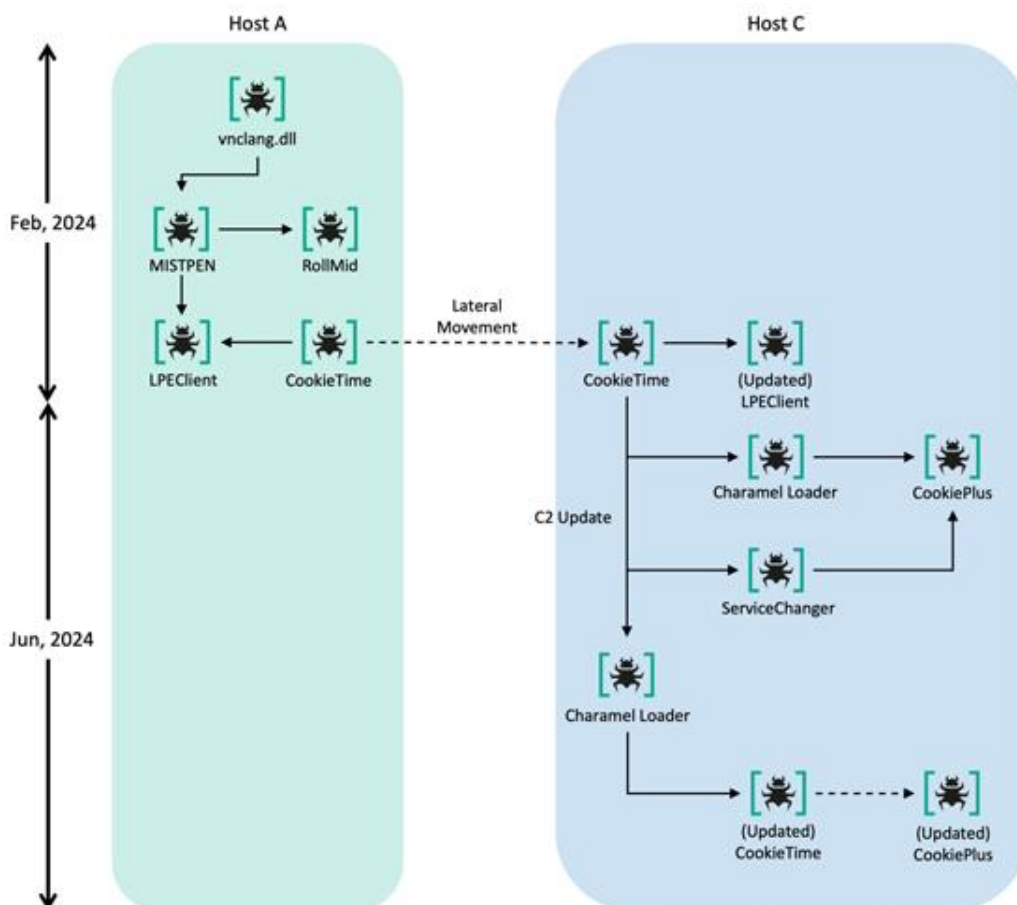 Host A
Host C
vnclang.dll
Feb, 2024
MISTPEN
RollMid
Lateral
Movement
LPEClient
CookieTime
CookieTime
(Updated)
LPEClient
Charamel Loader
CookiePlus
C2 Update
ServiceChanger
Jun, 2024
Charamel Loader
(Updated)
CookieTime
(Updated)
CookiePlus